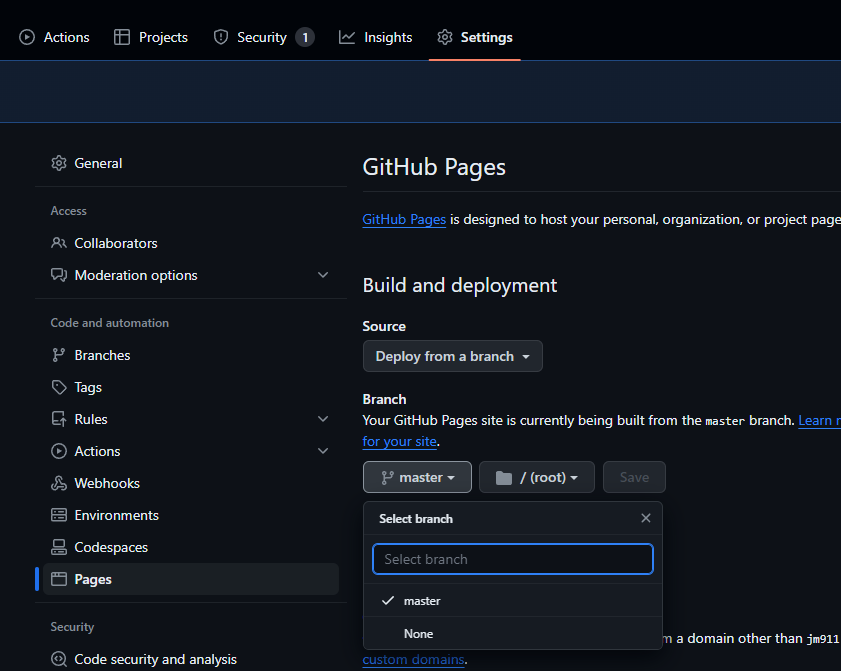 Actions Projects Security 1 Insights Settings
General
Access
Collaborators
Moderation options
Code and automation
Branches
Tags
Rules
Actions
Webhooks
Environments
Codespaces
Pages
Security
Code security and analysis
GitHub Pages
GitHub Pages is designed to host your personal, organization, or project page
Build and deployment
Source
Deploy from a branch
Branch
Your GitHub Pages site is currently being built from the master branch. Learn
for your site.
master / (root) Save
Select branch
Select branch
master
None
m a domain other than jm911
custom domains.